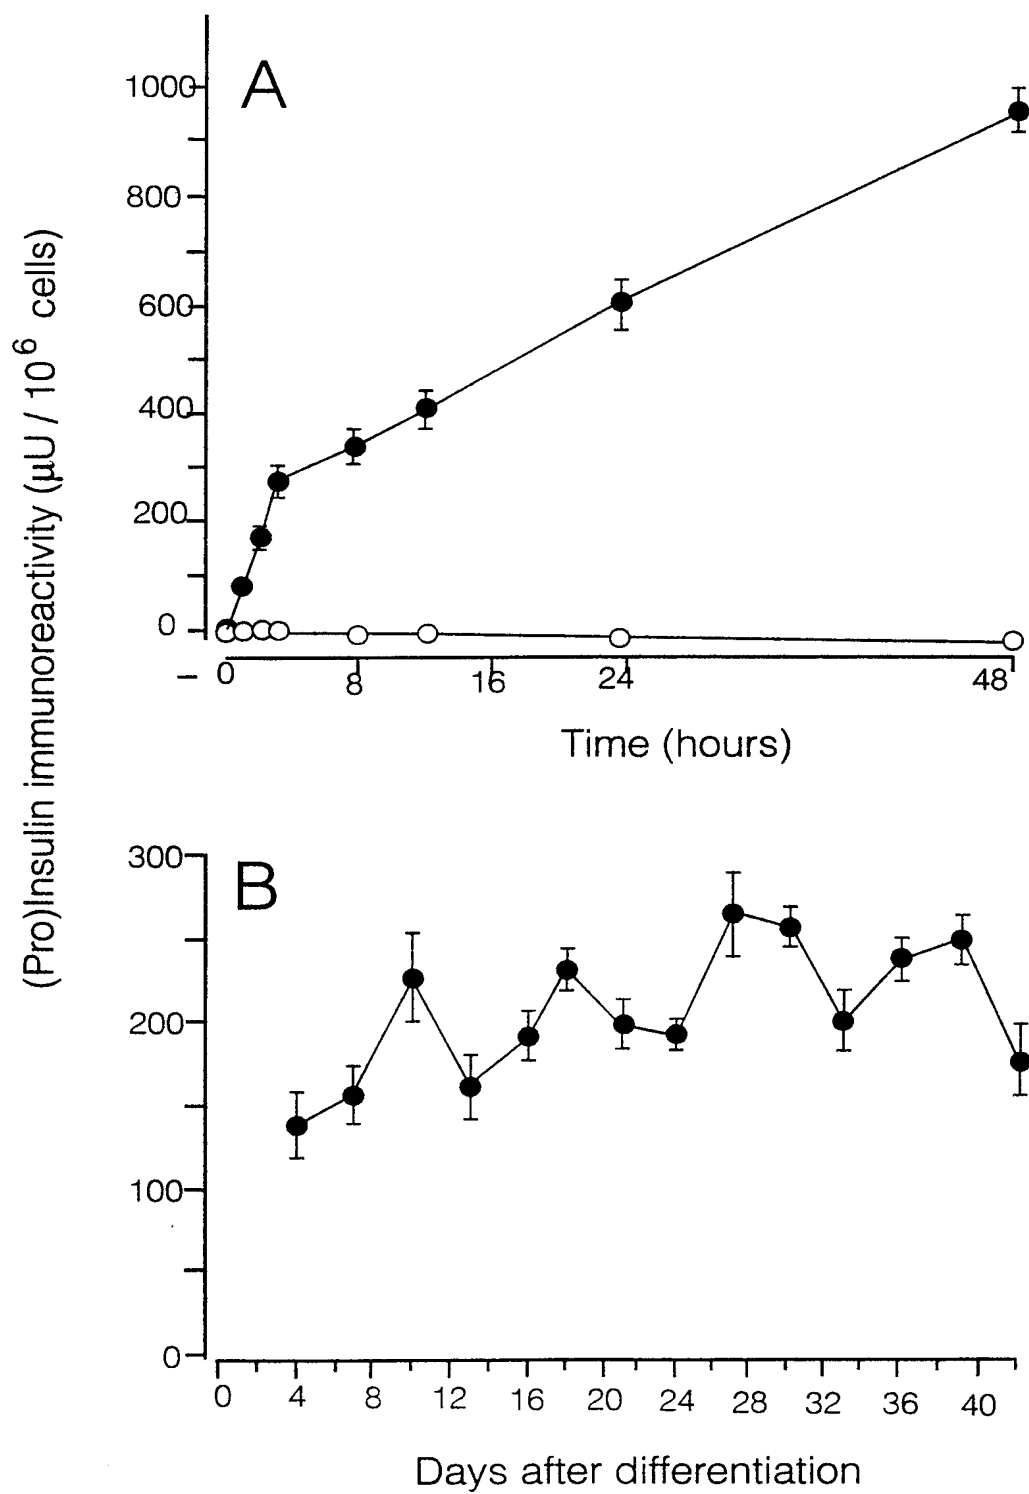 A
1000
800
600
400
200
0
– 0 8 16 24 48
Time (hours)
(Pro)Insulin immunoreactivity (μU / 10⁶ cells)
B
300
200
100
0
0 4 8 12 16 20 24 28 32 36 40
Days after differentiation